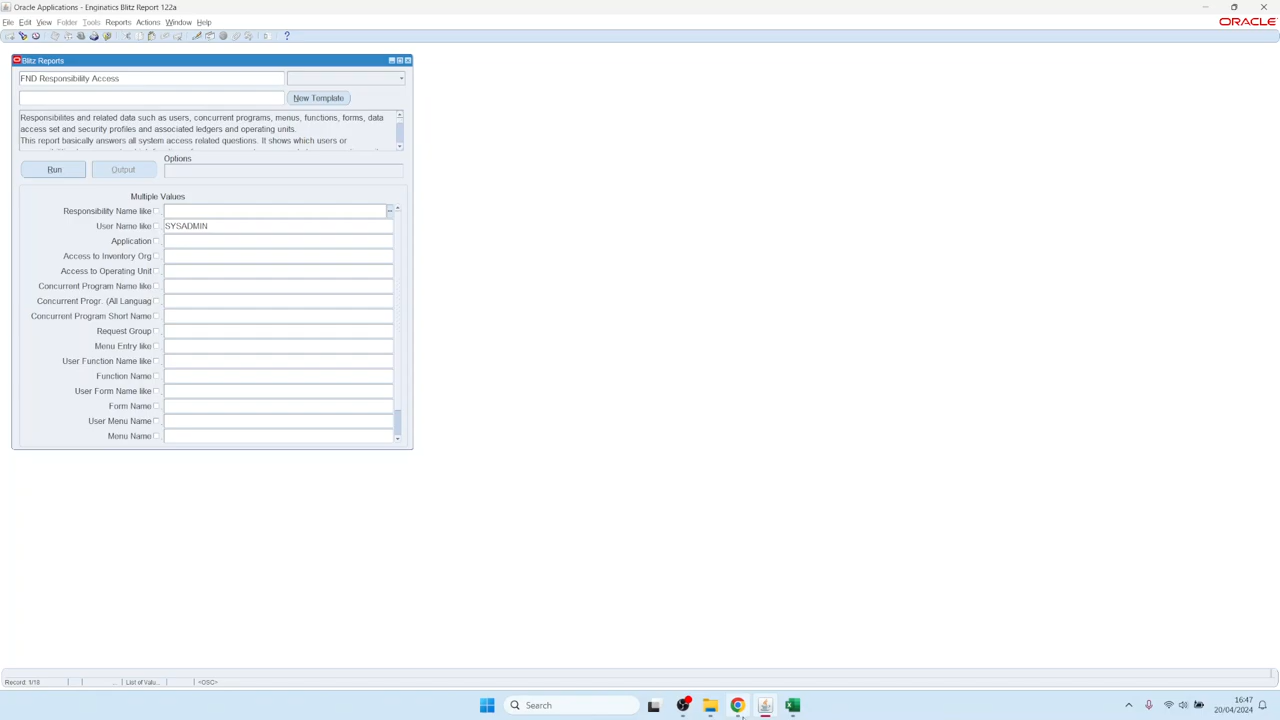 Oracle Applications - Enginatics Blitz Report 122a
File Edit View Folder Tools Reports Actions Window Help
ORACLE
Blitz Reports
FND Responsibility Access
New Template
Responsibilites and related data such as users, concurrent programs, menus, functions, forms, data
access set and security profiles and associated ledgers and operating units.
This report basically answers all system access related questions. It shows which users or
Options
Run Output
Multiple Values
Responsibility Name like
User Name like SYSADMIN
Application
Access to Inventory Org
Access to Operating Unit
Concurrent Program Name like
Concurrent Progr. (All Languag
Concurrent Program Short Name
Request Group
Menu Entry like
User Function Name like
Function Name
User Form Name like
Form Name
User Menu Name
Menu Name
Record: 1/18 ... List of Valu... <OSC>
Search
16:47
20/04/2024